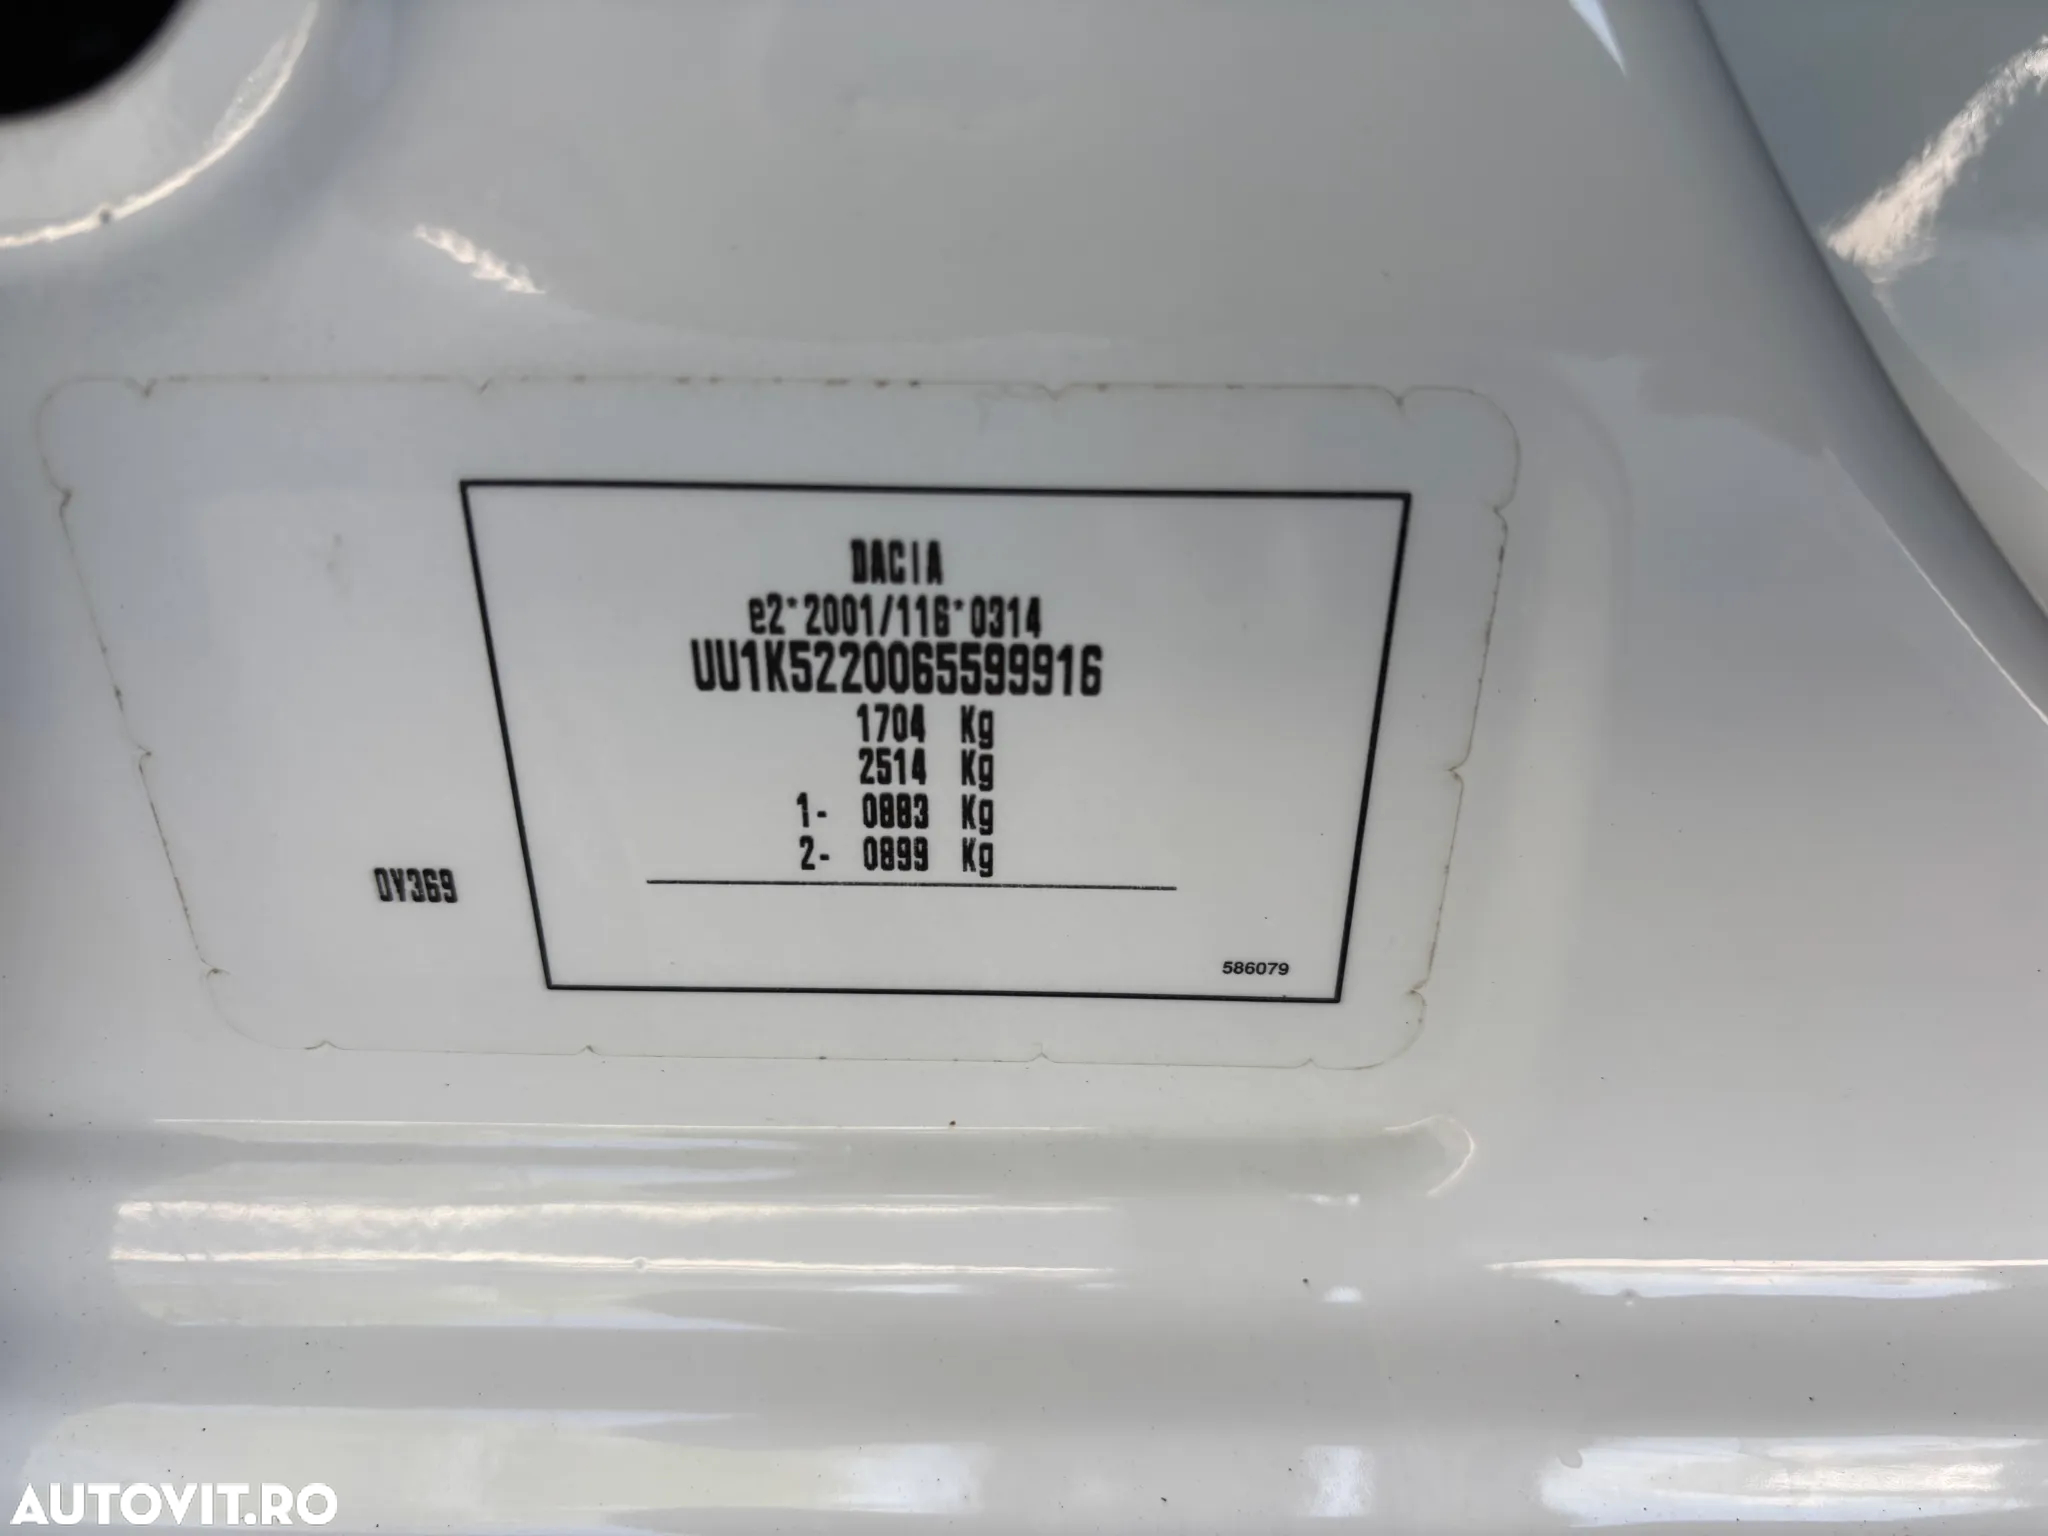 DACIA
e2*2001/116*0314
UU1K5220065599916
1704 Kg
2514 Kg
1- 0883 Kg
2- 0899 Kg
OV369
586079
AUTOVIT.RO